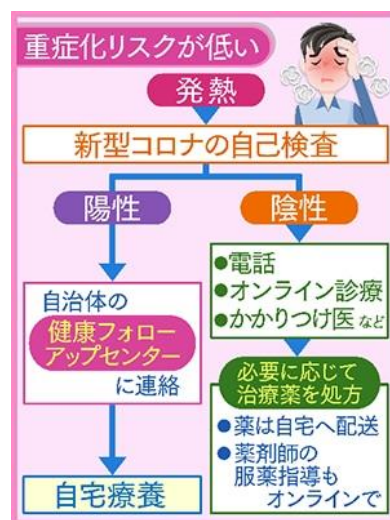 重症化リスクが低い
発熱
新型コロナの自己検査
陽性
自治体の
健康フォロー
アップセンター
に連絡
自宅療養
陰性
●電話
●オンライン診療
●かかりつけ医など
必要に応じて
治療薬を処方
●薬は自宅へ配送
●薬剤師の
服薬指導も
オンラインで